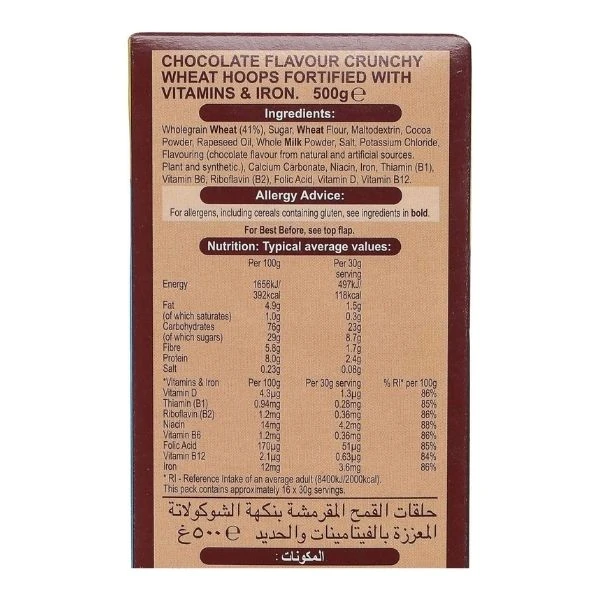 CHOCOLATE FLAVOUR CRUNCHY
WHEAT HOOPS FORTIFIED WITH
VITAMINS & IRON. 500g℮
Ingredients:
Wholegrain Wheat (41%), Sugar, Wheat Flour, Maltodextrin, Cocoa
Powder, Rapeseed Oil, Whole Milk Powder, Salt, Potassium Chloride,
Flavouring (chocolate flavour from natural and artificial sources.
Plant and synthetic.), Calcium Carbonate, Niacin, Iron, Thiamin (B1),
Vitamin B6, Riboflavin (B2), Folic Acid, Vitamin D, Vitamin B12.
Allergy Advice:
For allergens, including cereals containing gluten, see ingredients in bold.
For Best Before, see top flap.
Nutrition: Typical average values:
Per 100g Per 30g
serving
Energy 1656kJ/ 497kJ/
392kcal 118kcal
Fat 4.9g 1.5g
(of which saturates) 1.0g 0.3g
Carbohydrates 76g 23g
(of which sugars) 29g 8.7g
Fibre 5.8g 1.7g
Protein 8.0g 2.4g
Salt 0.23g 0.08g
*Vitamins & Iron Per 100g Per 30g serving % RI* per 100g
Vitamin D 4.3µg 1.3µg 86%
Thiamin (B1) 0.94mg 0.28mg 85%
Riboflavin (B2) 1.2mg 0.36mg 86%
Niacin 14mg 4.2mg 88%
Vitamin B6 1.2mg 0.36mg 86%
Folic Acid 170µg 51µg 85%
Vitamin B12 2.1µg 0.63µg 84%
Iron 12mg 3.6mg 86%
* RI - Reference Intake of an average adult (8400kJ/2000kcal).
This pack contains approximately 16 x 30g servings.
حلقات القمح المقرمشة بنكهة الشوكولاتة
المعززة بالفيتامينات والحديد ℮٥٠٠غ
المكونات :